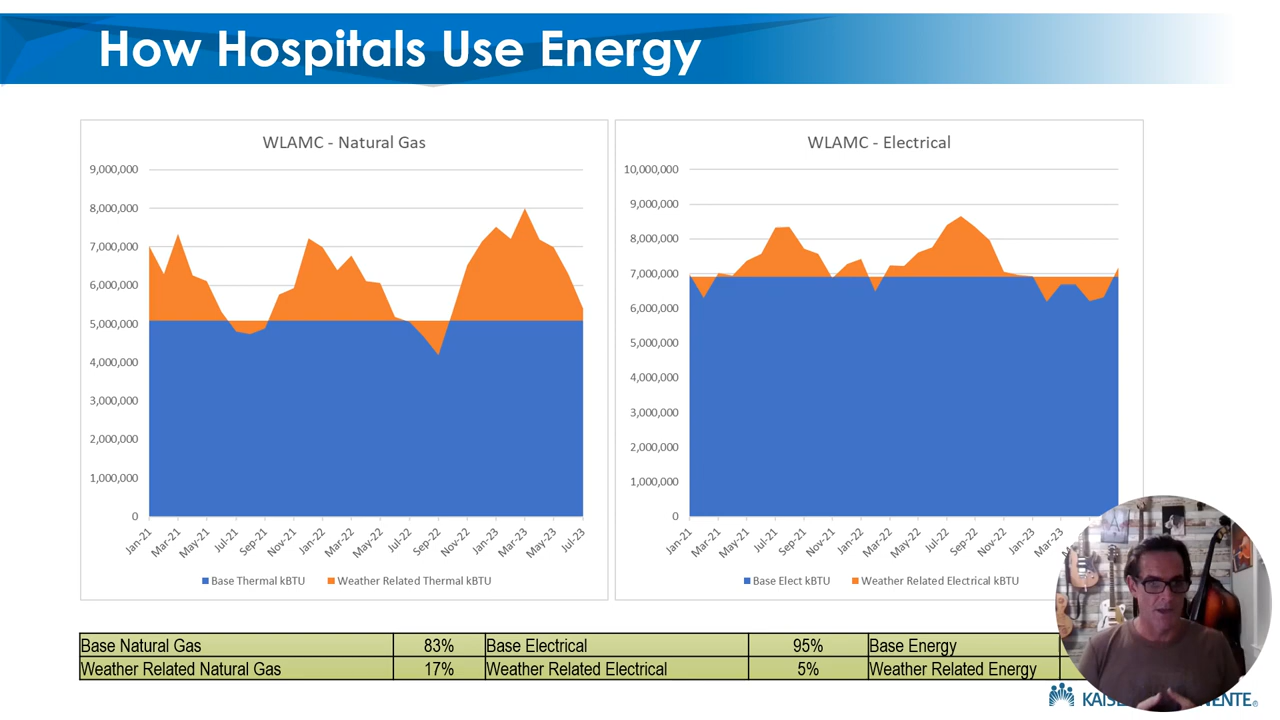 How Hospitals Use Energy
WLAMC - Natural Gas
9,000,000
8,000,000
7,000,000
6,000,000
5,000,000
4,000,000
3,000,000
2,000,000
1,000,000
0
Jan-21 Mar-21 May-21 Jul-21 Sep-21 Nov-21 Jan-22 Mar-22 May-22 Jul-22 Sep-22 Nov-22 Jan-23 Mar-23 May-23 Jul-23
Base Thermal kBTU Weather Related Thermal kBTU
WLAMC - Electrical
10,000,000
9,000,000
8,000,000
7,000,000
6,000,000
5,000,000
4,000,000
3,000,000
2,000,000
1,000,000
0
Jan-21 Mar-21 May-21 Jul-21 Sep-21 Nov-21 Jan-22 Mar-22 May-22 Jul-22 Sep-22 Nov-22 Jan-23 Mar-23
Base Elect kBTU Weather Related Electrical kBTU
Base Natural Gas 83% Base Electrical 95% Base Energy
Weather Related Natural Gas 17% Weather Related Electrical 5% Weather Related Energy